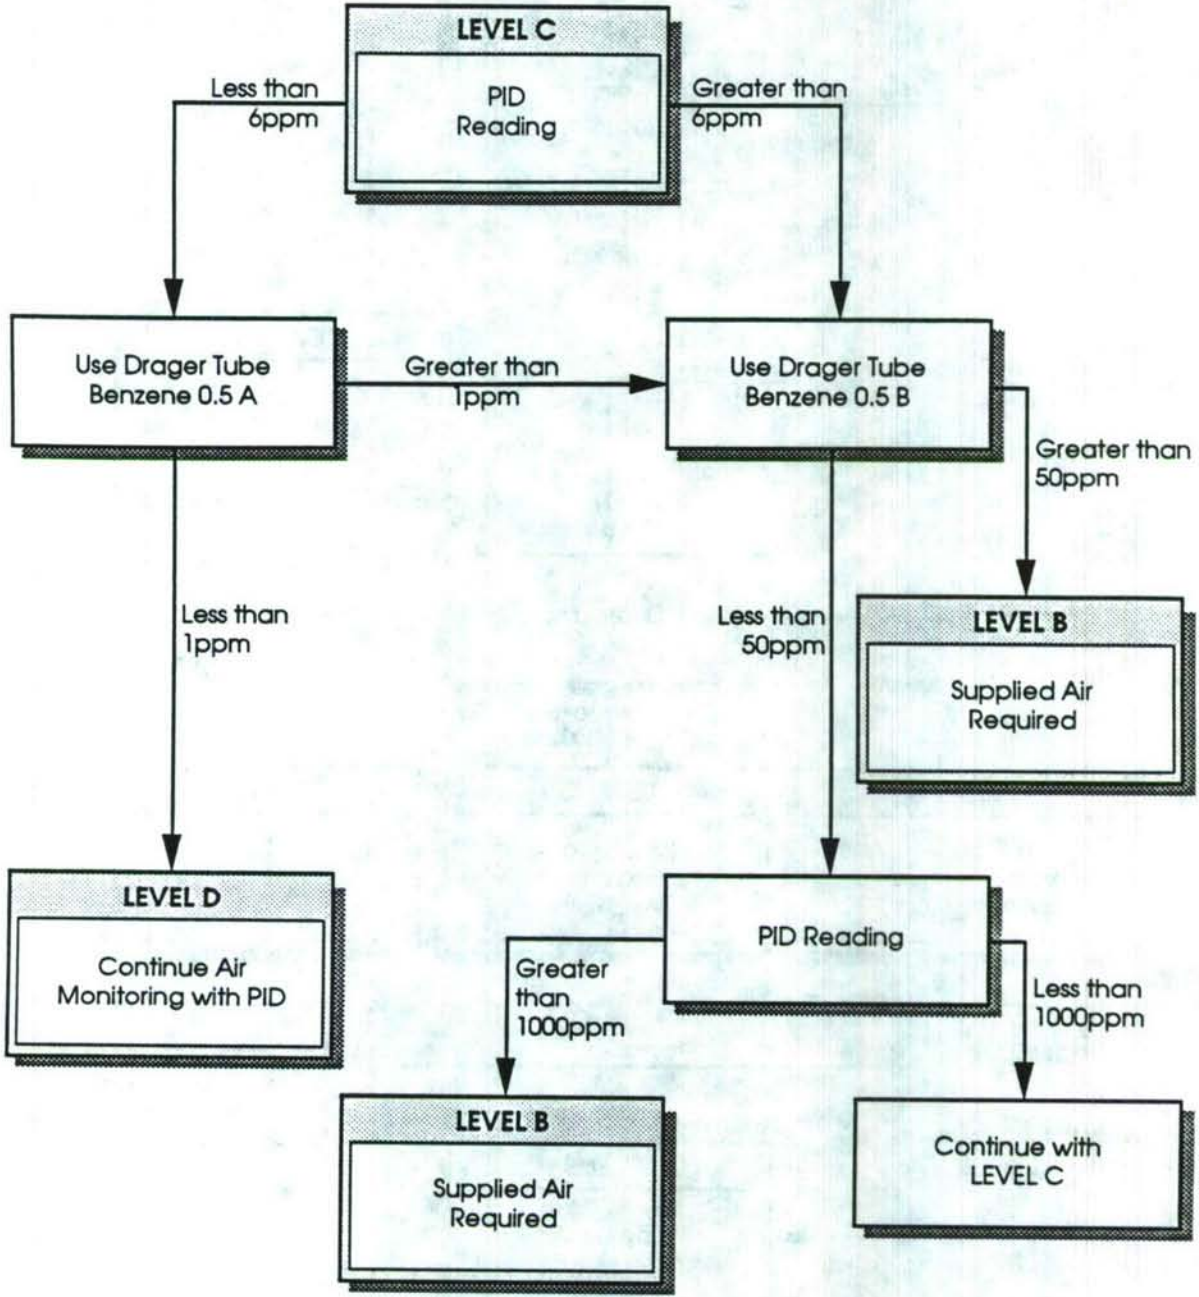 LEVEL C
PID
Reading
Less than
6ppm
Greater than
6ppm
Use Drager Tube
Benzene 0.5 A
Greater than
1ppm
Use Drager Tube
Benzene 0.5 B
Greater than
50ppm
Less than
1ppm
Less than
50ppm
LEVEL B
Supplied Air
Required
LEVEL D
Continue Air
Monitoring with PID
PID Reading
Greater
than
1000ppm
Less than
1000ppm
LEVEL B
Supplied Air
Required
Continue with
LEVEL C